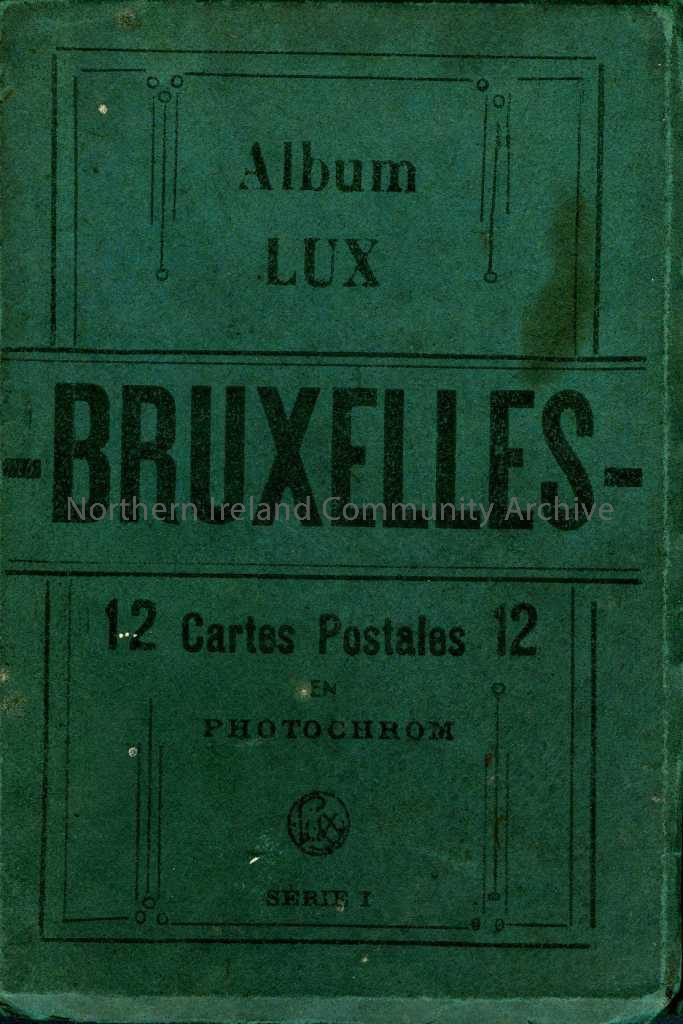 Album
LUX
-BRUXELLES-
Northern Ireland Community Archive
12 Cartes Postales 12
EN
PHOTOCHROM
Lux
SÉRIE I